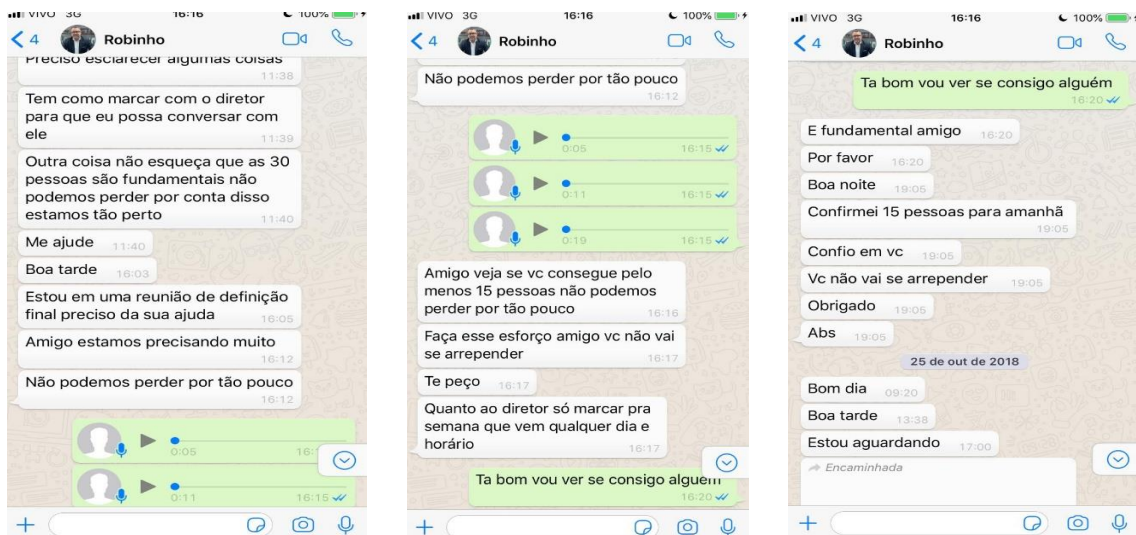 VIVO 3G 16:16 100%
4 Robinho
Preciso esclarecer algumas coisas
11:38
Tem como marcar com o diretor
para que eu possa conversar com
ele 11:39
Outra coisa não esqueça que as 30
pessoas são fundamentais não
podemos perder por conta disso
estamos tão perto 11:40
Me ajude 11:40
Boa tarde 16:03
Estou em uma reunião de definição
final preciso da sua ajuda 16:05
Amigo estamos precisando muito
16:12
Não podemos perder por tão pouco
16:12
0:05 16:
0:11 16:15
VIVO 3G 16:16 100%
4 Robinho
Não podemos perder por tão pouco
16:12
0:05 16:15
0:11 16:15
0:19 16:15
Amigo veja se vc consegue pelo
menos 15 pessoas não podemos
perder por tão pouco 16:16
Faça esse esforço amigo vc não vai
se arrepender 16:17
Te peço 16:17
Quanto ao diretor só marcar pra
semana que vem qualquer dia e
horário 16:17
Ta bom vou ver se consigo alguém
16:20
VIVO 3G 16:16 100%
4 Robinho
Ta bom vou ver se consigo alguém
16:20
E fundamental amigo 16:20
Por favor 16:20
Boa noite 19:05
Confirmei 15 pessoas para amanhã
19:05
Confio em vc 19:05
Vc não vai se arrepender 19:05
Obrigado 19:05
Abs 19:05
25 de out de 2018
Bom dia 09:20
Boa tarde 13:38
Estou aguardando 17:00
Encaminhada